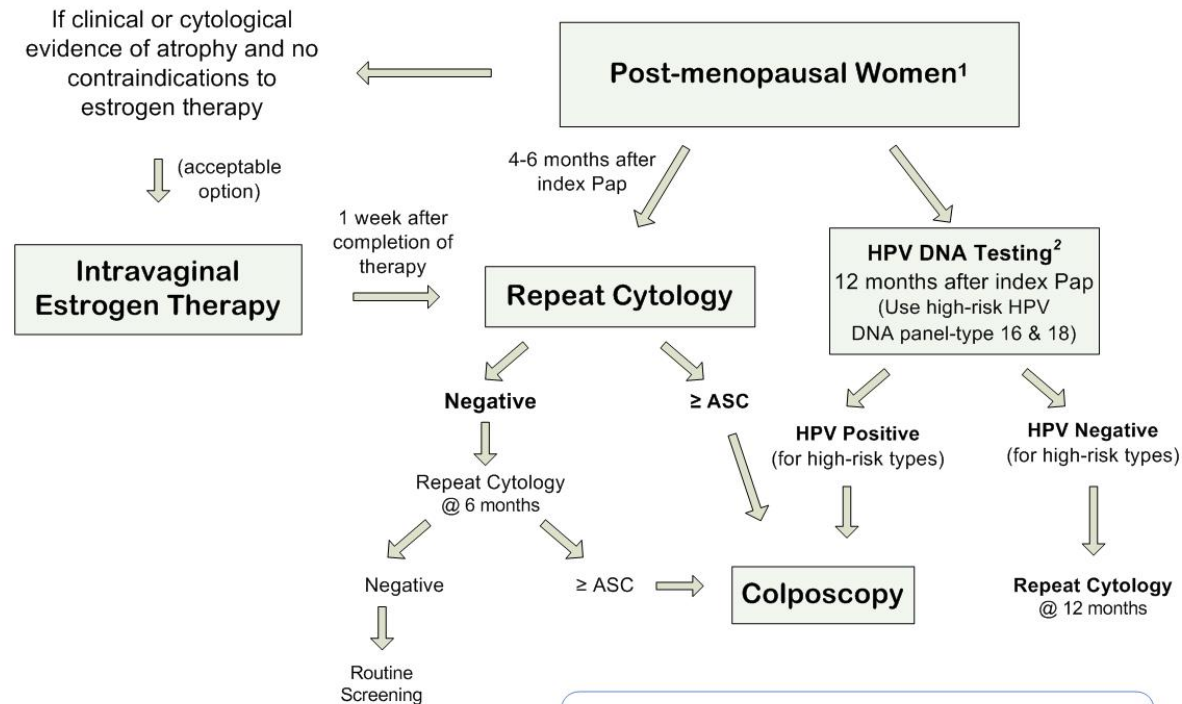 If clinical or cytological
evidence of atrophy and no
contraindications to
estrogen therapy
Post-menopausal Women¹
(acceptable
option)
4-6 months after
index Pap
1 week after
completion of
therapy
Intravaginal
Estrogen Therapy
Repeat Cytology
HPV DNA Testing²
12 months after index Pap
(Use high-risk HPV
DNA panel-type 16 & 18)
Negative
≥ ASC
HPV Positive
(for high-risk types)
HPV Negative
(for high-risk types)
Repeat Cytology
@ 6 months
Negative
≥ ASC
Colposcopy
Repeat Cytology
@ 12 months
Routine
Screening